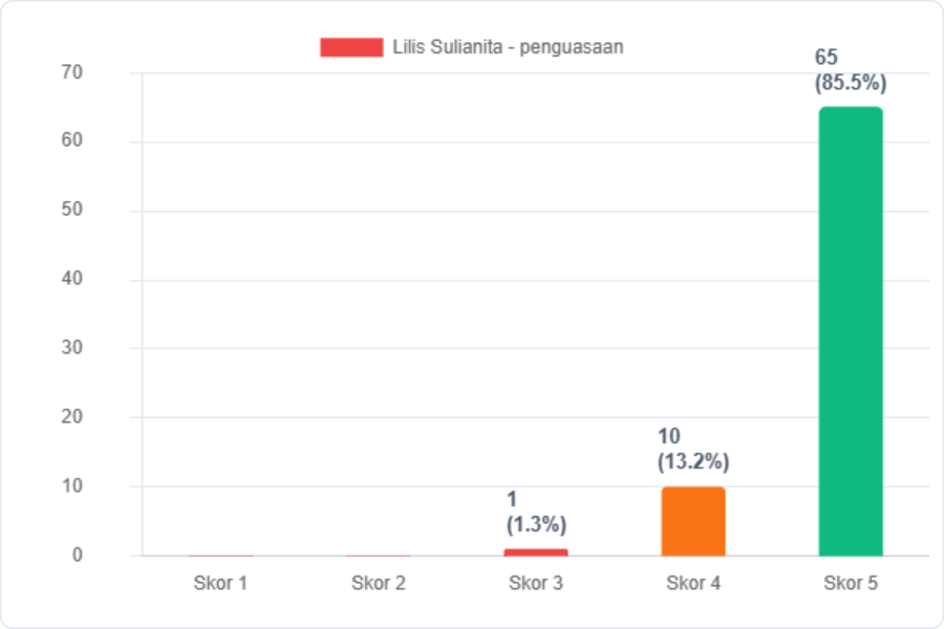 Lilis Sulianita - penguasaan
70
60
50
40
30
20
10
0
65
(85.5%)
10
(13.2%)
1
(1.3%)
Skor 1
Skor 2
Skor 3
Skor 4
Skor 5